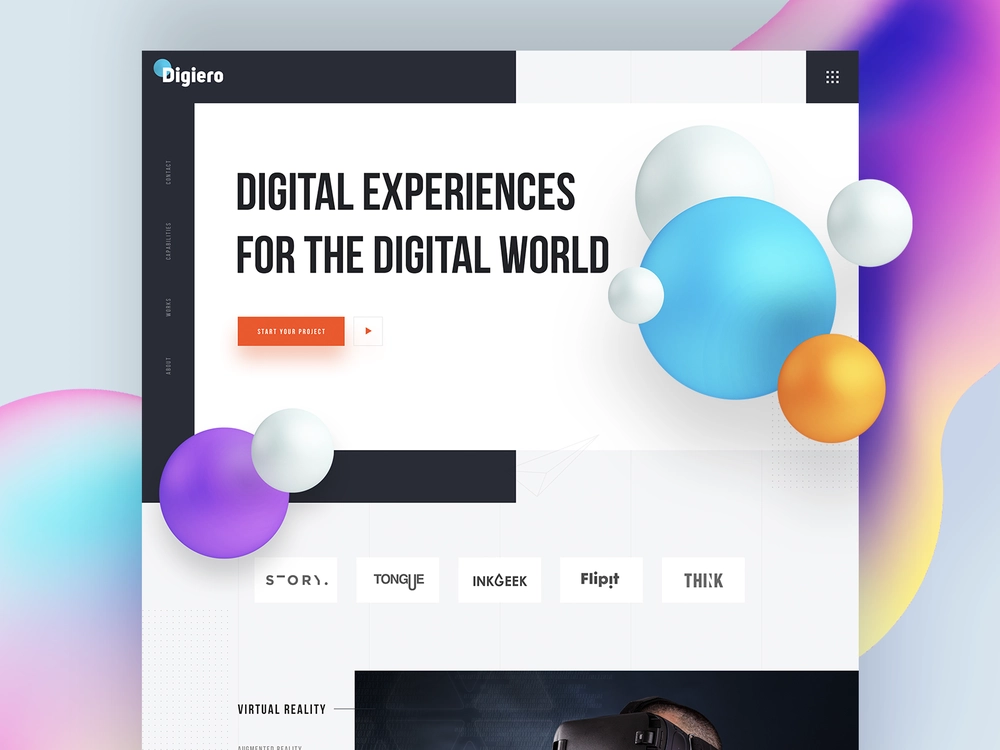 Digiero
CONTACT
CAPABILITIES
WORKS
ABOUT
DIGITAL EXPERIENCES
FOR THE DIGITAL WORLD
START YOUR PROJECT
STORY.
TONGUE
INKGEEK
Flipit
THINK
VIRTUAL REALITY
AUGMENTED REALITY